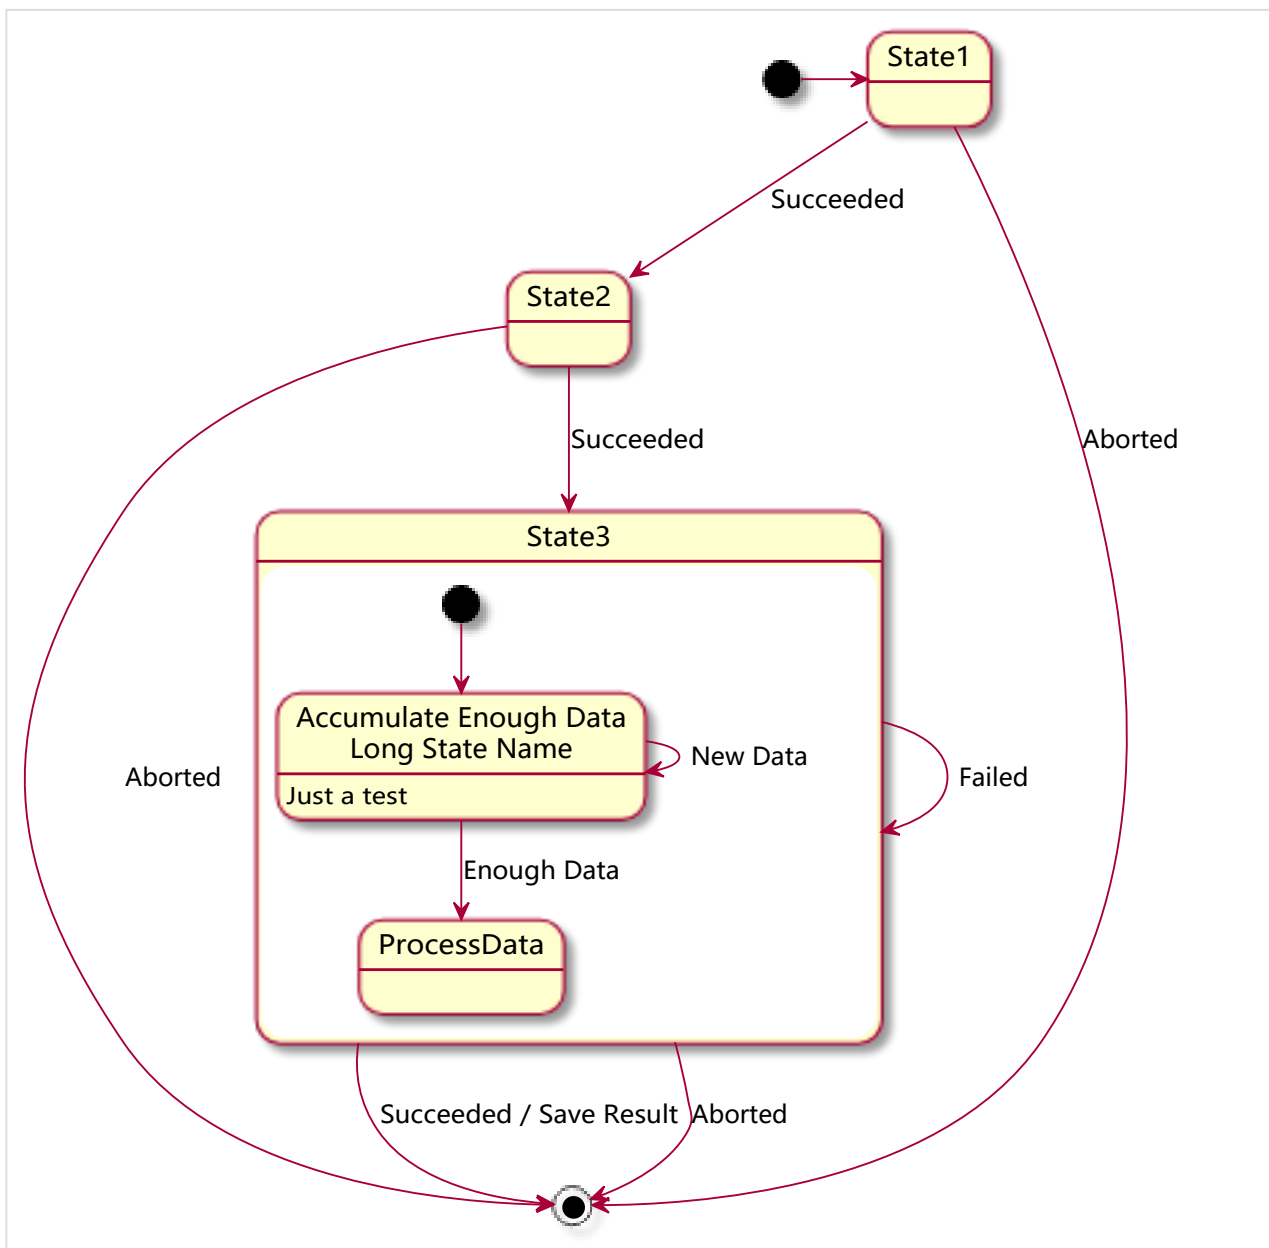 State1
Succeeded
State2
Succeeded
Aborted
State3
Accumulate Enough Data
Long State Name
New Data
Just a test
Aborted
Failed
Enough Data
ProcessData
Succeeded / Save Result
Aborted